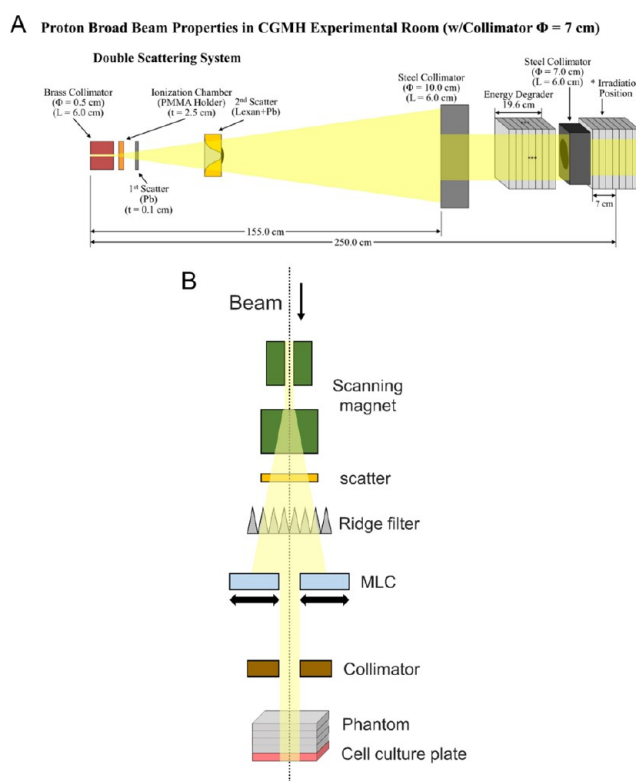 A
Proton Broad Beam Properties in CGMH Experimental Room (w/Collimator Φ = 7 cm)
Double Scattering System
Brass Collimator
(Φ = 0.5 cm)
(L = 6.0 cm)
Ionization Chamber
(PMMA Holder)
(t = 2.5 cm)
2nd Scatter
(Lexan+Pb)
1st Scatter
(Pb)
(t = 0.1 cm)
Steel Collimator
(Φ = 10.0 cm)
(L = 6.0 cm)
Energy Degrader
19.6 cm
Steel Collimator
(Φ = 7.0 cm)
(L = 6.0 cm)
* Irradiatio
Position
7 cm
155.0 cm
250.0 cm
B
Beam
Scanning
magnet
scatter
Ridge filter
MLC
Collimator
Phantom
Cell culture plate